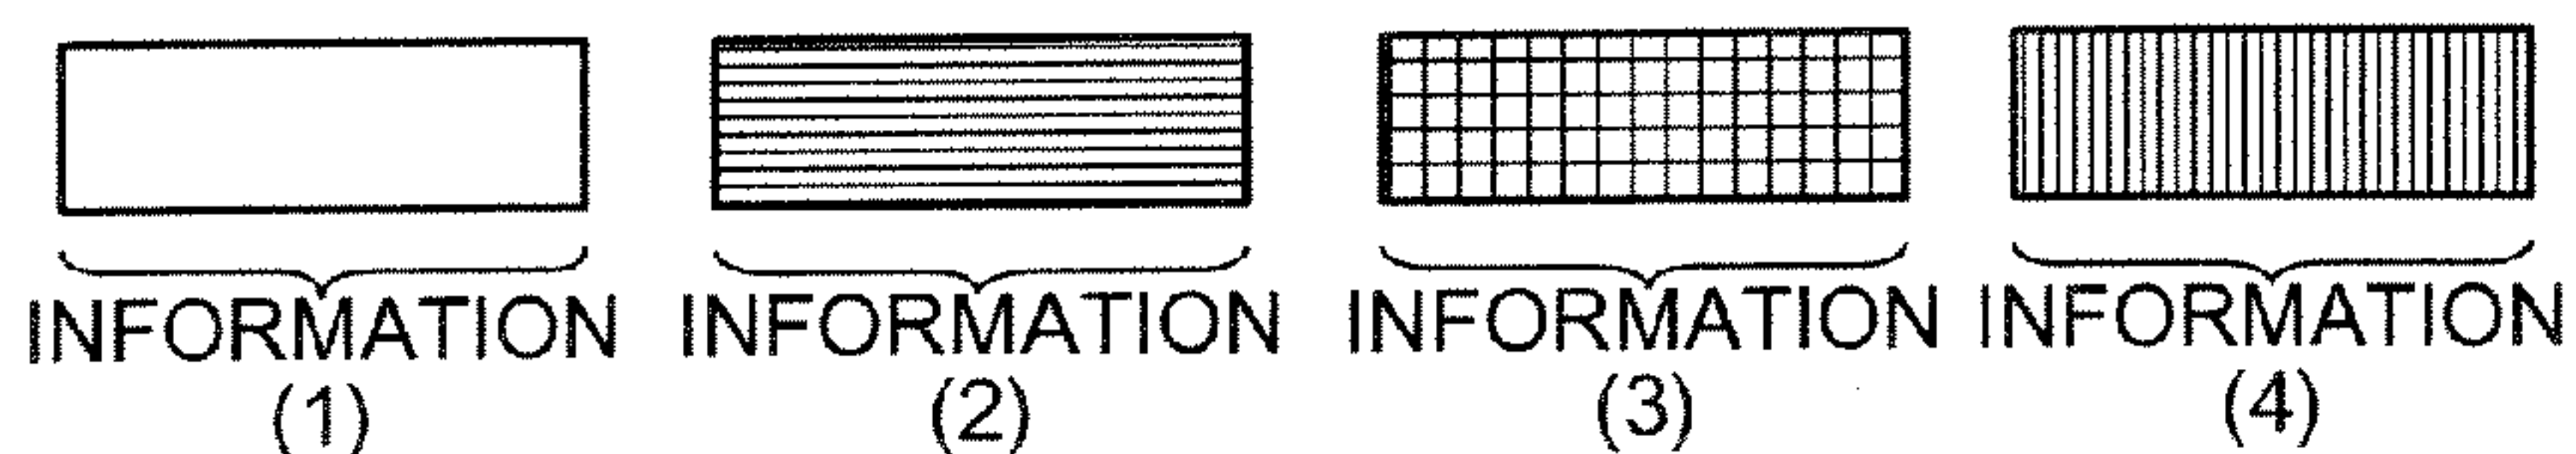 INFORMATION INFORMATION INFORMATION INFORMATION
(1) (2) (3) (4)